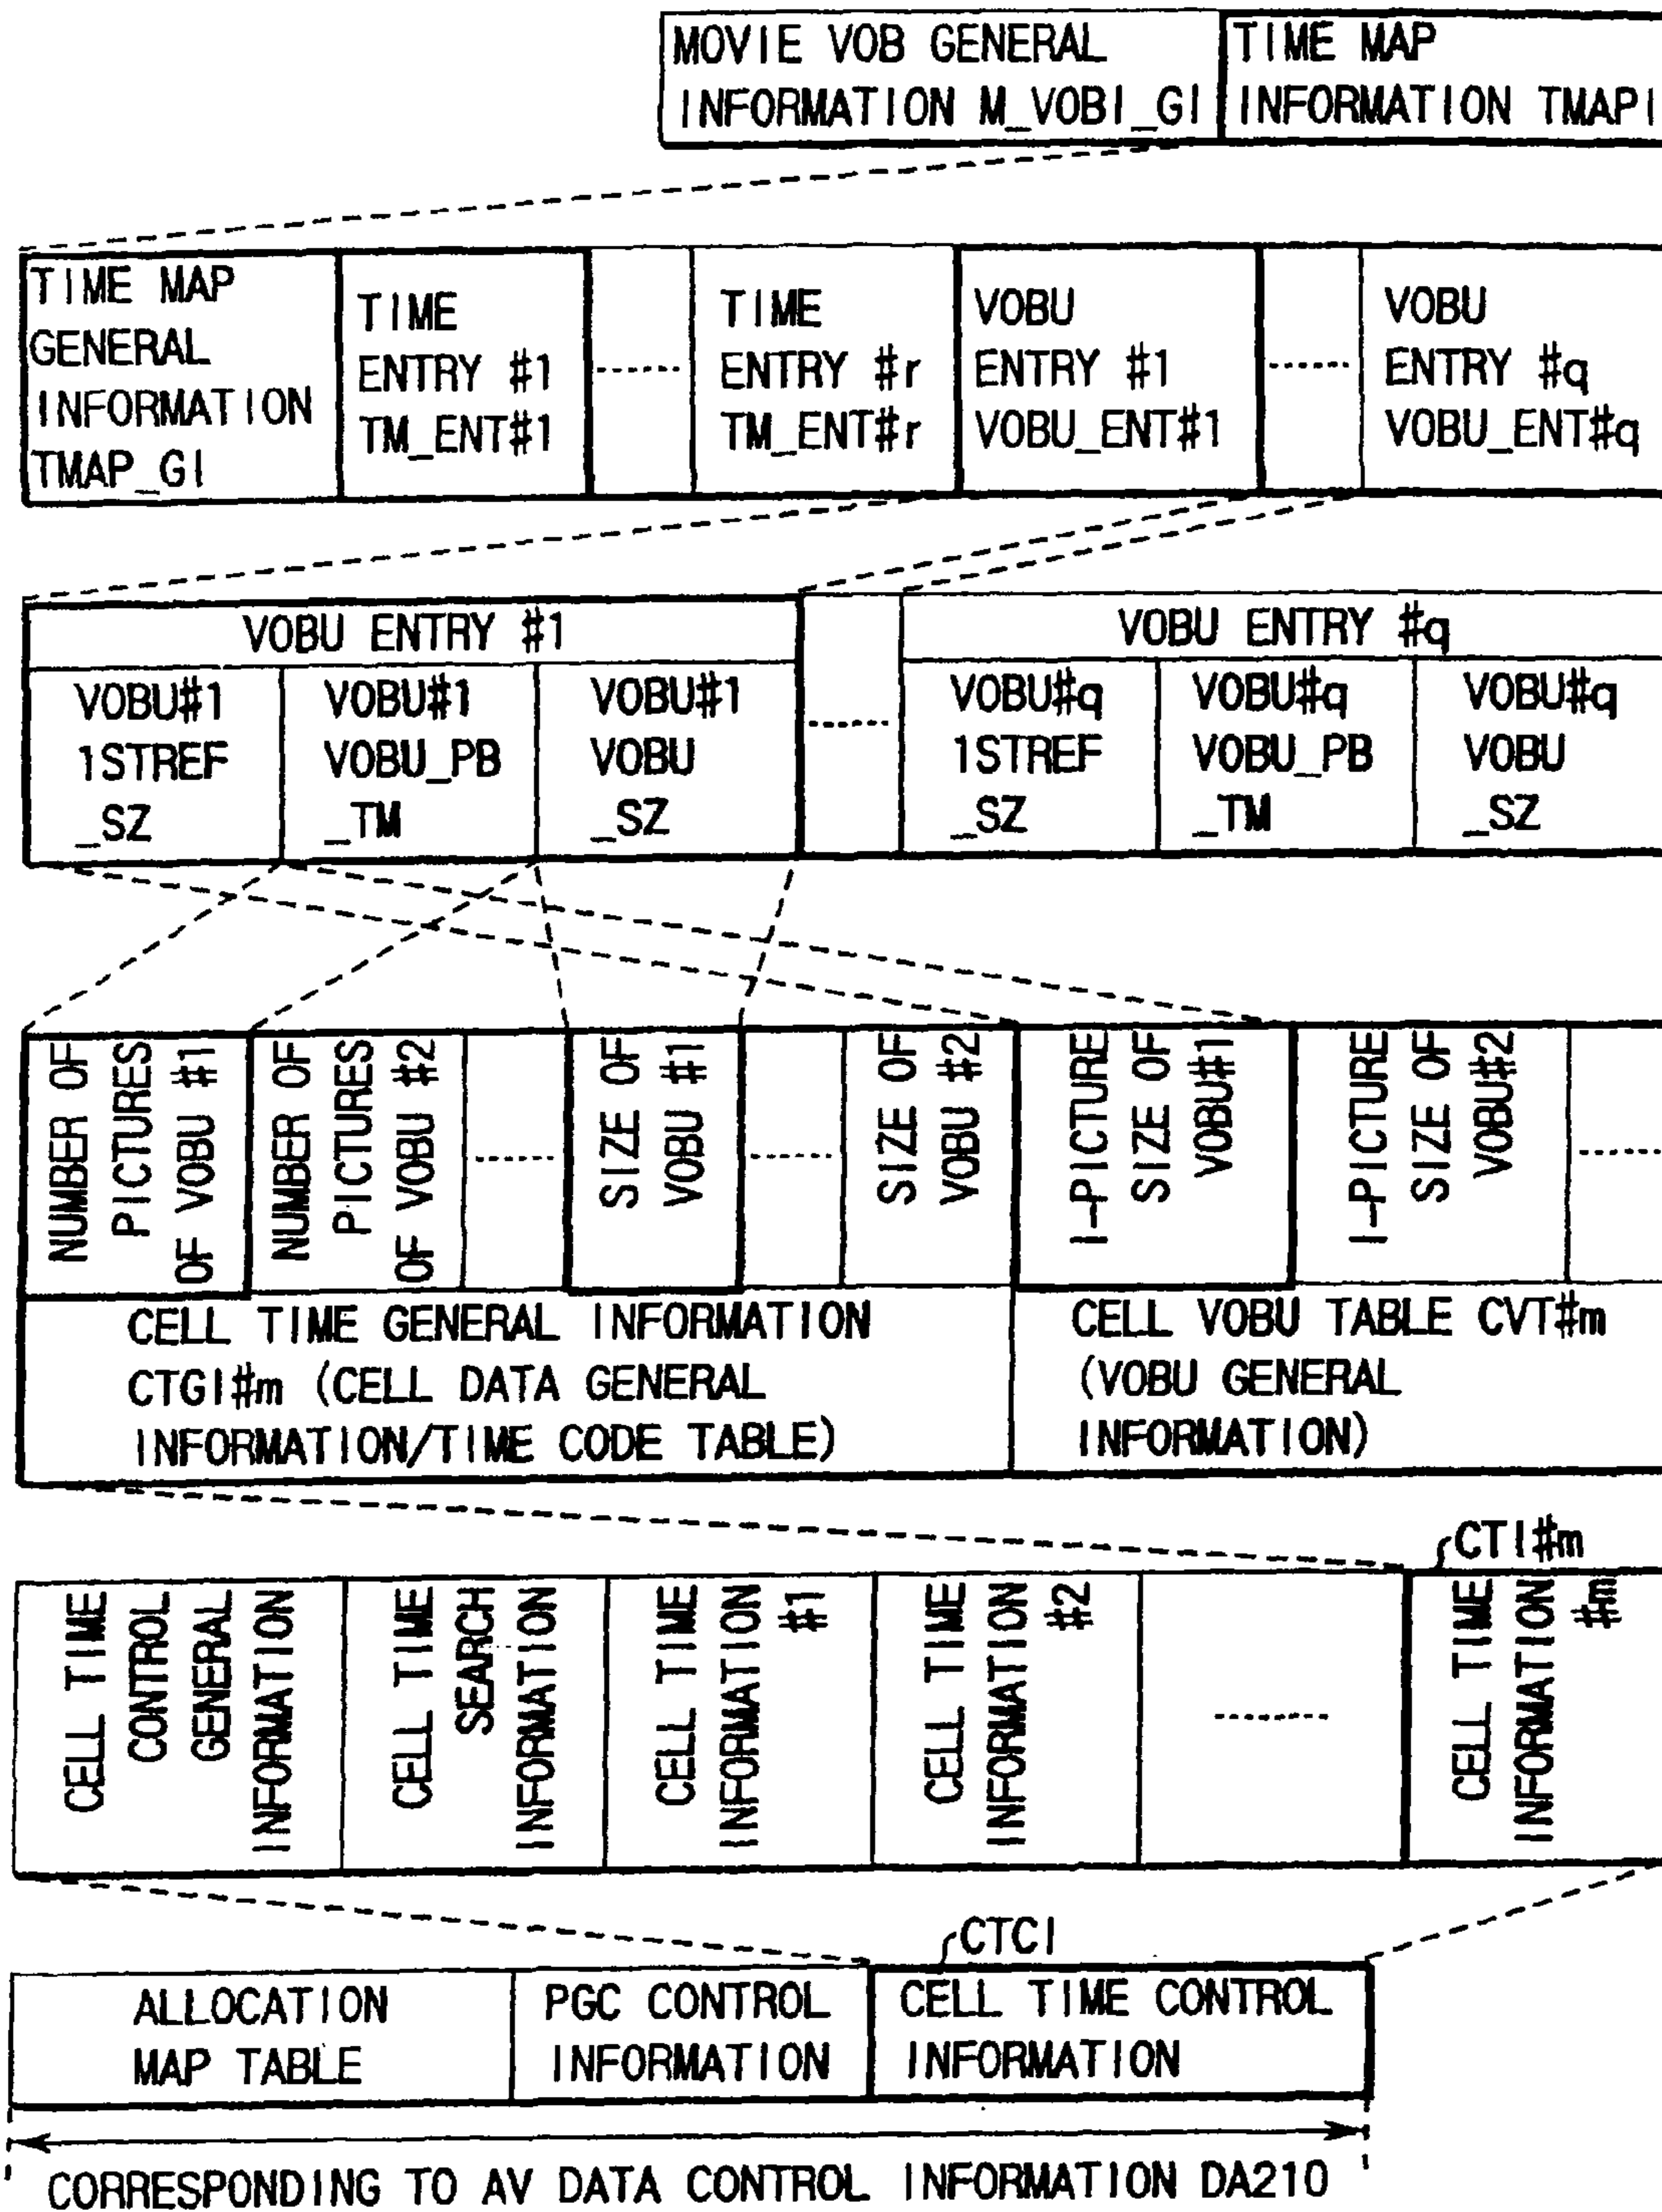 MOVIE VOB GENERAL
INFORMATION M_VOBI_GI
TIME MAP
INFORMATION TMAPI
TIME MAP
GENERAL
INFORMATION
TMAP_GI
TIME
ENTRY #1
TM_ENT#1
TIME
ENTRY #r
TM_ENT#r
VOBU
ENTRY #1
VOBU_ENT#1
VOBU
ENTRY #q
VOBU_ENT#q
VOBU ENTRY #1
VOBU#1
1STREF
_SZ
VOBU#1
VOBU_PB
_TM
VOBU#1
VOBU
_SZ
VOBU ENTRY #q
VOBU#q
1STREF
_SZ
VOBU#q
VOBU_PB
_TM
VOBU#q
VOBU
_SZ
NUMBER OF
PICTURES
OF VOBU #1
NUMBER OF
PICTURES
OF VOBU #2
SIZE OF
VOBU #1
SIZE OF
VOBU #2
I-PICTURE
SIZE OF
VOBU#1
I-PICTURE
SIZE OF
VOBU#2
CELL TIME GENERAL INFORMATION
CTGI#m (CELL DATA GENERAL
INFORMATION/TIME CODE TABLE)
CELL VOBU TABLE CVT#m
(VOBU GENERAL
INFORMATION)
CTI#m
CELL TIME
CONTROL
GENERAL
INFORMATION
CELL TIME
SEARCH
INFORMATION
CELL TIME
INFORMATION
#1
CELL TIME
INFORMATION
#2
CELL TIME
INFORMATION
#m
CTCI
ALLOCATION
MAP TABLE
PGC CONTROL
INFORMATION
CELL TIME CONTROL
INFORMATION
CORRESPONDING TO AV DATA CONTROL INFORMATION DA210